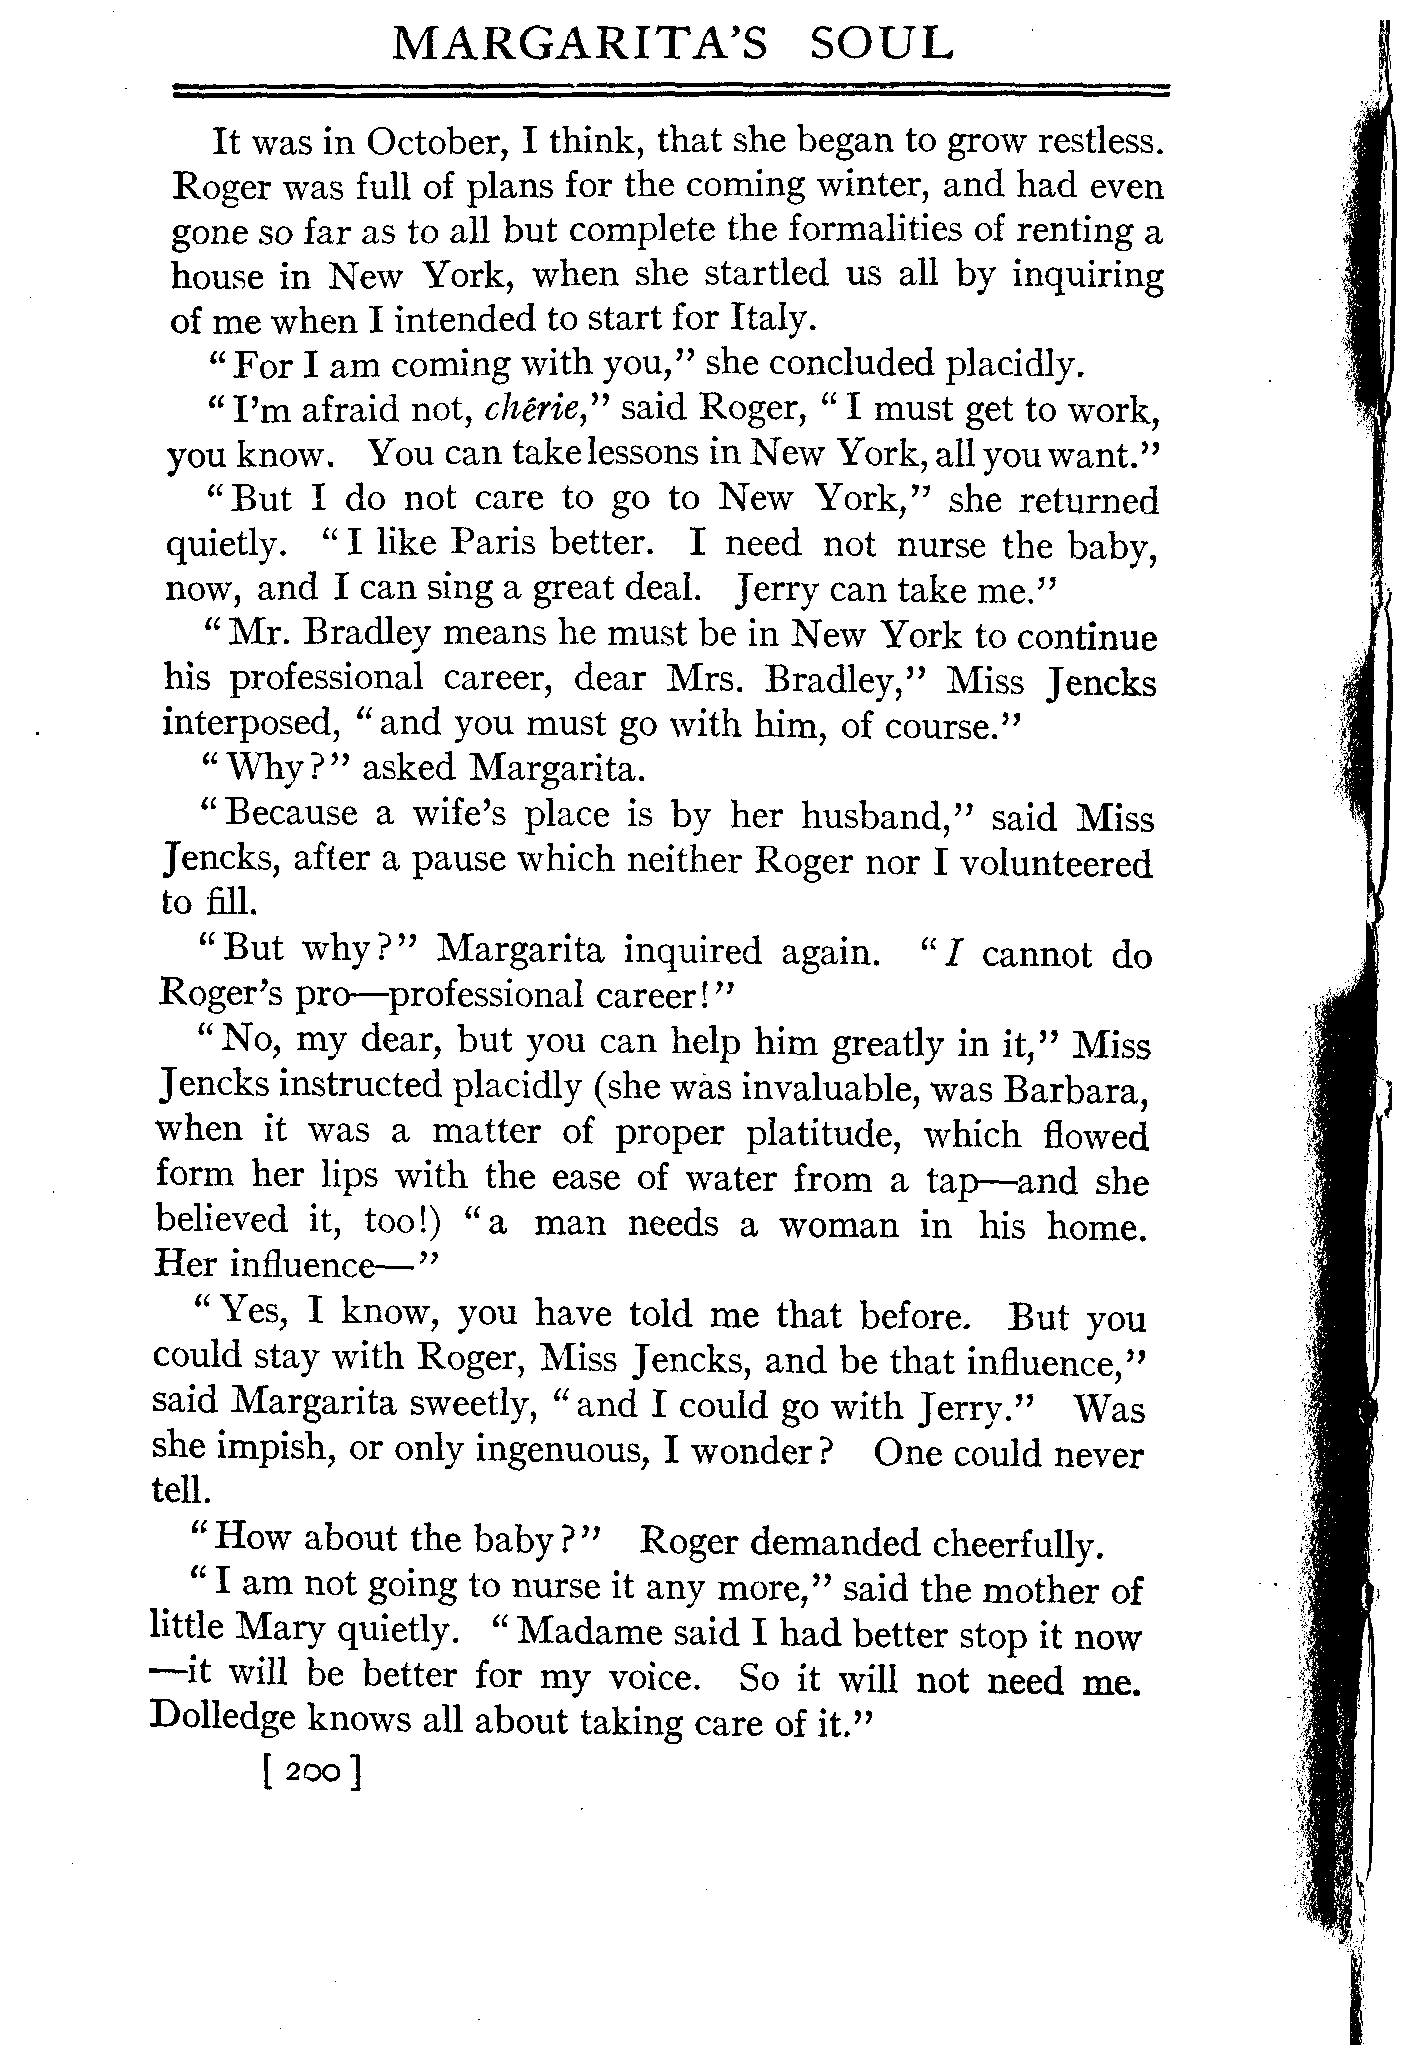 MARGARITA'S SOUL
It was in October, I think, that she began to grow restless.
Roger was full of plans for the coming winter, and had even
gone so far as to all but complete the formalities of renting a
house in New York, when she startled us all by inquiring
of me when I intended to start for Italy.
"For I am coming with you," she concluded placidly.
"I'm afraid not, chêrie," said Roger, "I must get to work,
you know. You can take lessons in New York, all you want."
"But I do not care to go to New York," she returned
quietly. "I like Paris better. I need not nurse the baby,
now, and I can sing a great deal. Jerry can take me."
"Mr. Bradley means he must be in New York to continue
his professional career, dear Mrs. Bradley," Miss Jencks
interposed, "and you must go with him, of course."
"Why?" asked Margarita.
"Because a wife's place is by her husband," said Miss
Jencks, after a pause which neither Roger nor I volunteered
to fill.
"But why?" Margarita inquired again. "I cannot do
Roger's pro—professional career!"
"No, my dear, but you can help him greatly in it," Miss
Jencks instructed placidly (she was invaluable, was Barbara,
when it was a matter of proper platitude, which flowed
form her lips with the ease of water from a tap—and she
believed it, too!) "a man needs a woman in his home.
Her influence—"
"Yes, I know, you have told me that before. But you
could stay with Roger, Miss Jencks, and be that influence,"
said Margarita sweetly, "and I could go with Jerry." Was
she impish, or only ingenuous, I wonder? One could never
tell.
"How about the baby?" Roger demanded cheerfully.
"I am not going to nurse it any more," said the mother of
little Mary quietly. "Madame said I had better stop it now
—it will be better for my voice. So it will not need me.
Dolledge knows all about taking care of it."
[ 200 ]